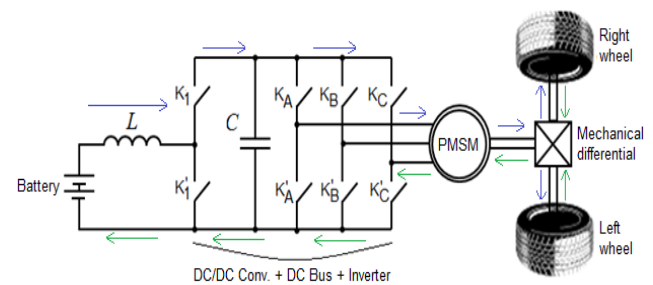 Right
wheel
K1
KA
KB
KC
L
C
PMSM
Mechanical
differential
Battery
K'1
K'A
K'B
K'C
Left
wheel
DC/DC Conv. + DC Bus + Inverter